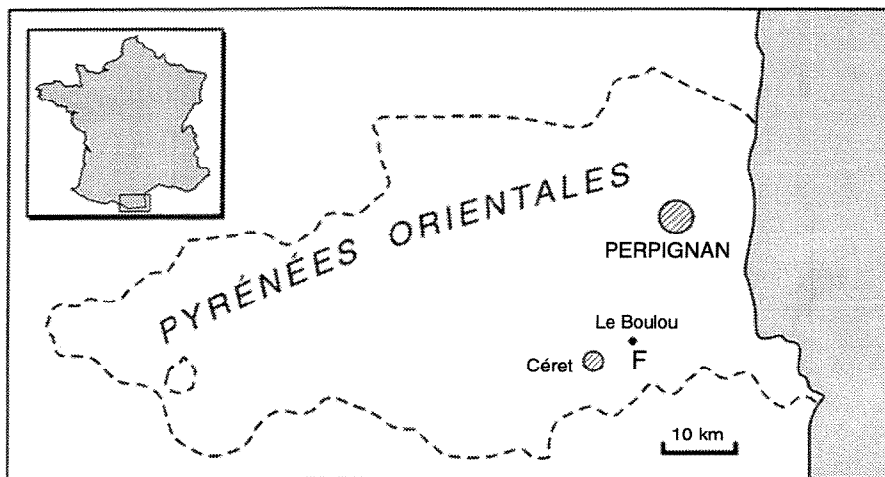 PYRÉNÉES ORIENTALES
PERPIGNAN
Le Boulou
Céret
F
10 km